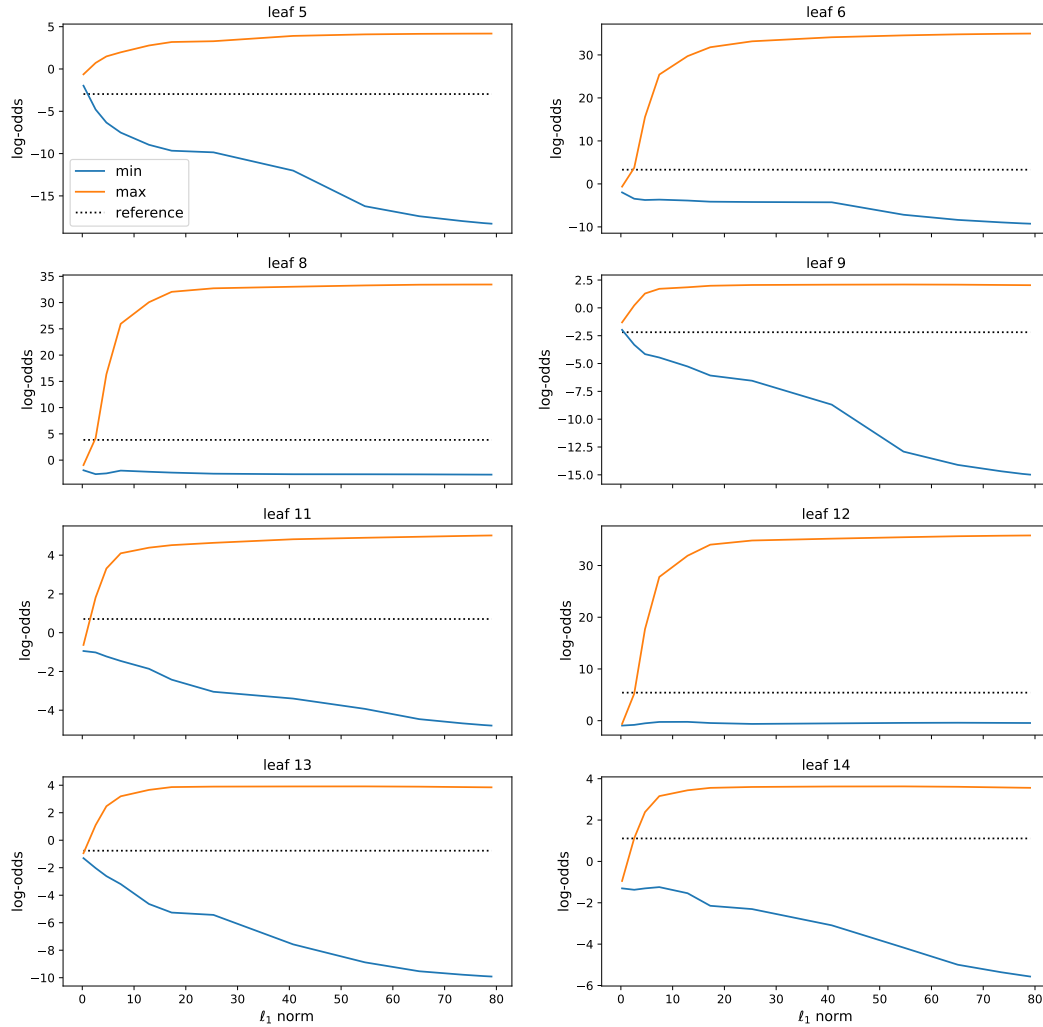 leaf 5
5
0
−5
−10
−15
log-odds
min
max
reference
leaf 6
30
20
10
0
−10
log-odds
leaf 8
35
30
25
20
15
10
5
0
log-odds
leaf 9
2.5
0.0
−2.5
−5.0
−7.5
−10.0
−12.5
−15.0
log-odds
leaf 11
4
2
0
−2
−4
log-odds
leaf 12
30
20
10
0
log-odds
leaf 13
4
2
0
−2
−4
−6
−8
−10
log-odds
0 10 20 30 40 50 60 70 80
ℓ₁ norm
leaf 14
4
2
0
−2
−4
−6
log-odds
0 10 20 30 40 50 60 70 80
ℓ₁ norm